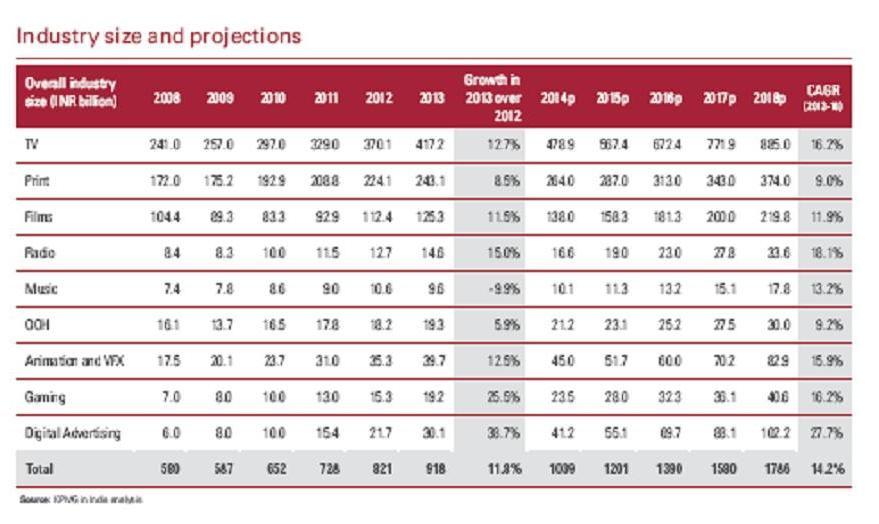 Industry size and projections
Overall industry size (INR billion) 2008 2009 2010 2011 2012 2013 Growth in 2013 over 2012 2014p 2015p 2016p 2017p 2018p CAGR (2013-18)
TV 241.0 257.0 297.0 329.0 370.1 417.2 12.7% 478.9 567.4 672.4 771.9 885.0 16.2%
Print 172.0 175.2 192.9 208.8 224.1 243.1 8.5% 264.0 287.0 313.0 343.0 374.0 9.0%
Films 104.4 89.3 83.3 92.9 112.4 125.3 11.5% 138.0 158.3 181.3 200.0 219.8 11.9%
Radio 8.4 8.3 10.0 11.5 12.7 14.6 15.0% 16.6 19.0 23.0 27.8 33.6 18.1%
Music 7.4 7.8 8.6 9.0 10.6 9.6 -9.9% 10.1 11.3 13.2 15.1 17.8 13.2%
OOH 16.1 13.7 16.5 17.8 18.2 19.3 5.9% 21.2 23.1 25.2 27.5 30.0 9.2%
Animation and VFX 17.5 20.1 23.7 31.0 35.3 39.7 12.5% 45.0 51.7 60.0 70.2 82.9 15.9%
Gaming 7.0 8.0 10.0 13.0 15.3 19.2 25.5% 23.5 28.0 32.3 36.1 40.6 16.2%
Digital Advertising 6.0 8.0 10.0 15.4 21.7 30.1 38.7% 41.2 55.1 69.7 88.1 102.2 27.7%
Total 580 587 652 728 821 918 11.8% 1039 1201 1390 1580 1786 14.2%
Source: KPMG in India analysis